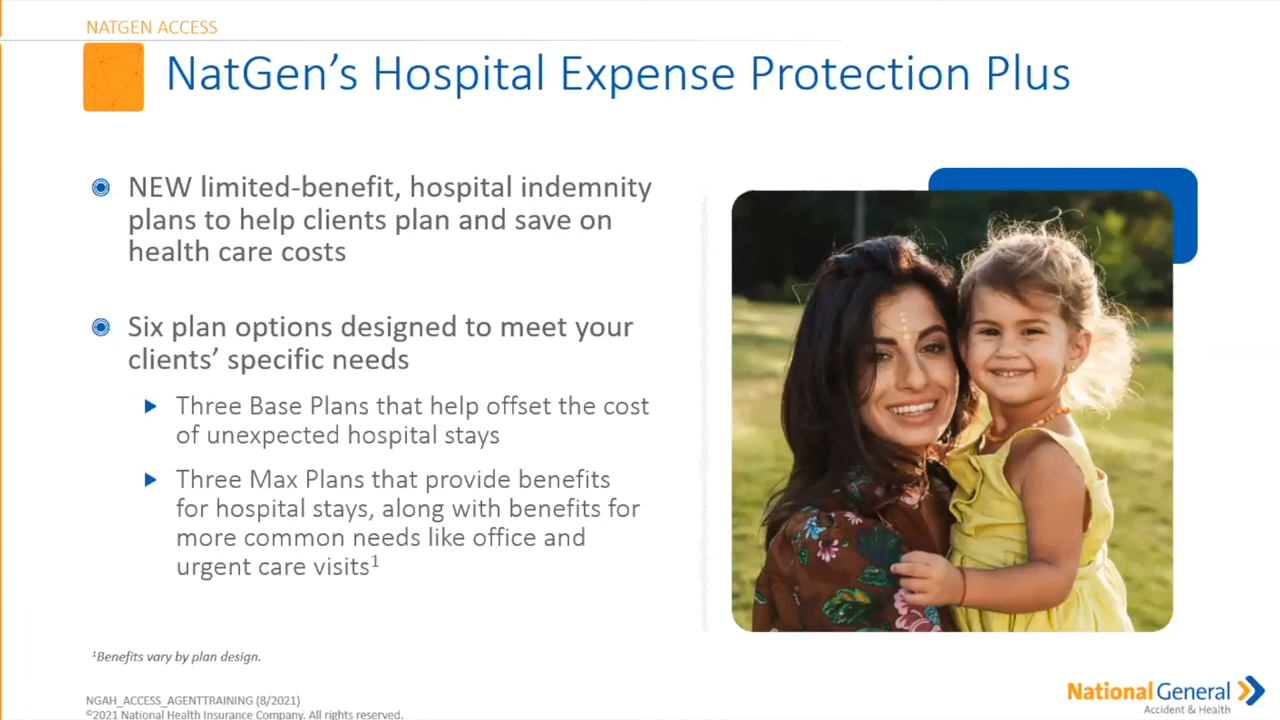 NATGEN ACCESS
NatGen’s Hospital Expense Protection Plus
NEW limited-benefit, hospital indemnity
plans to help clients plan and save on
health care costs
Six plan options designed to meet your
clients’ specific needs
Three Base Plans that help offset the cost
of unexpected hospital stays
Three Max Plans that provide benefits
for hospital stays, along with benefits for
more common needs like office and
urgent care visits¹
¹Benefits vary by plan design.
NGAH_ACCESS_AGENTTRAINING (8/2021)
©2021 National Health Insurance Company. All rights reserved.
National General
Accident & Health